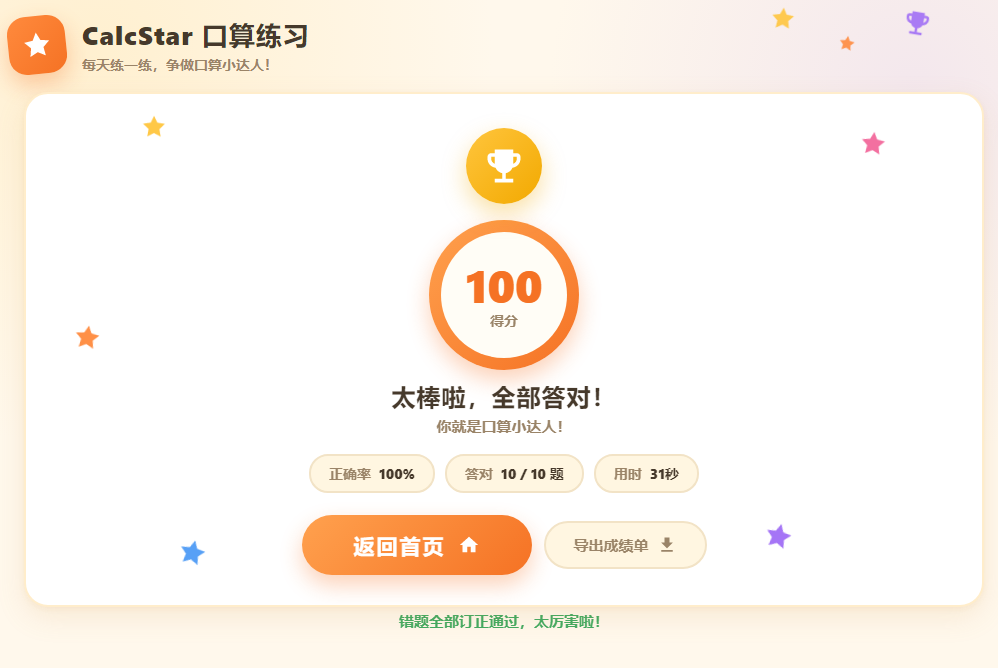 CalcStar 口算练习
每天练一练，争做口算小达人！
100
得分
太棒啦，全部答对！
你就是口算小达人！
正确率 100%
答对 10 / 10 题
用时 31秒
返回首页
导出成绩单
错题全部订正通过，太厉害啦！